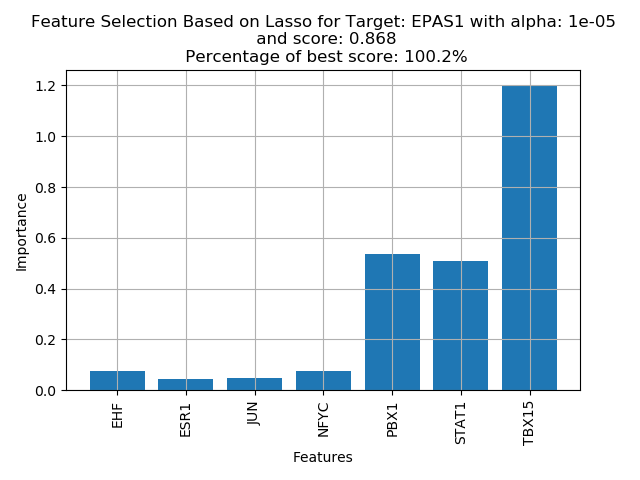 Feature Selection Based on Lasso for Target: EPAS1 with alpha: 1e-05
and score: 0.868
Percentage of best score: 100.2%
1.2
1.0
0.8
0.6
0.4
0.2
0.0
Importance
EHF
ESR1
JUN
NFYC
PBX1
STAT1
TBX15
Features